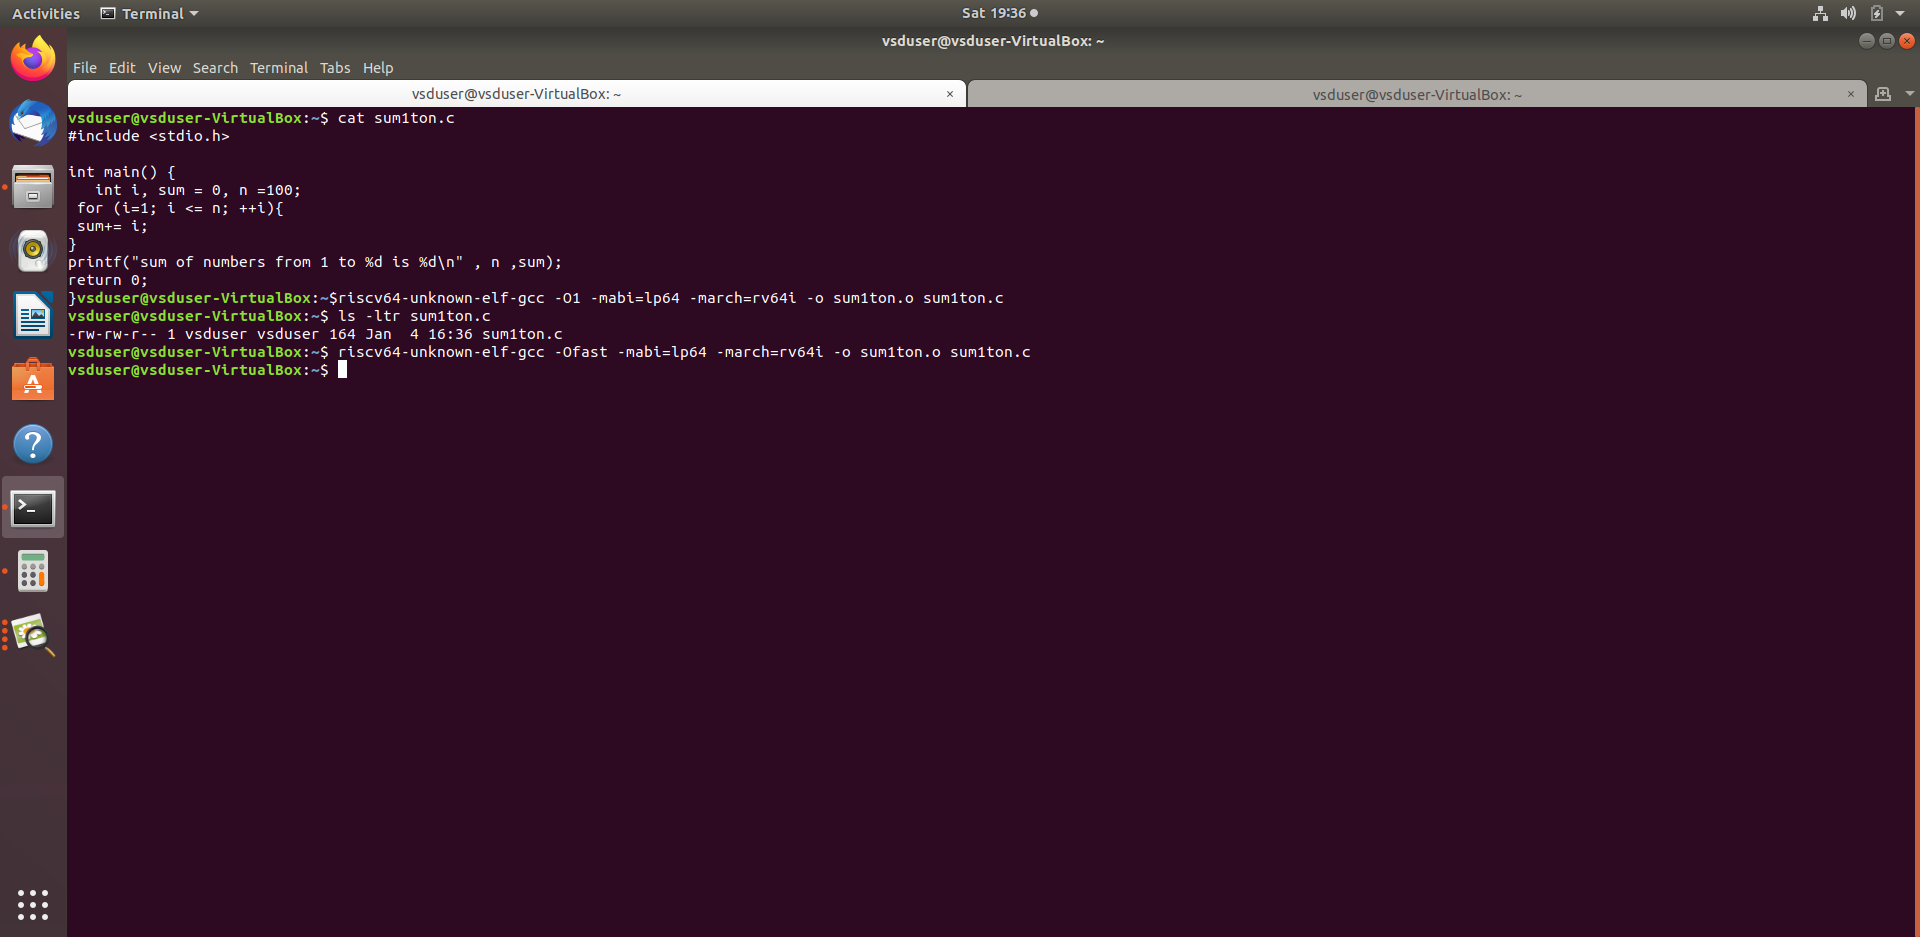 Activities Terminal Sat 19:36
vsduser@vsduser-VirtualBox: ~
File Edit View Search Terminal Tabs Help
vsduser@vsduser-VirtualBox: ~ × vsduser@vsduser-VirtualBox: ~ ×
vsduser@vsduser-VirtualBox:~$ cat sum1ton.c
#include <stdio.h>

int main() {
   int i, sum = 0, n =100;
 for (i=1; i <= n; ++i){
 sum+= i;
}
printf("sum of numbers from 1 to %d is %d\n" , n ,sum);
return 0;
}vsduser@vsduser-VirtualBox:~$riscv64-unknown-elf-gcc -O1 -mabi=lp64 -march=rv64i -o sum1ton.o sum1ton.c
vsduser@vsduser-VirtualBox:~$ ls -ltr sum1ton.c
-rw-rw-r-- 1 vsduser vsduser 164 Jan  4 16:36 sum1ton.c
vsduser@vsduser-VirtualBox:~$ riscv64-unknown-elf-gcc -Ofast -mabi=lp64 -march=rv64i -o sum1ton.o sum1ton.c
vsduser@vsduser-VirtualBox:~$